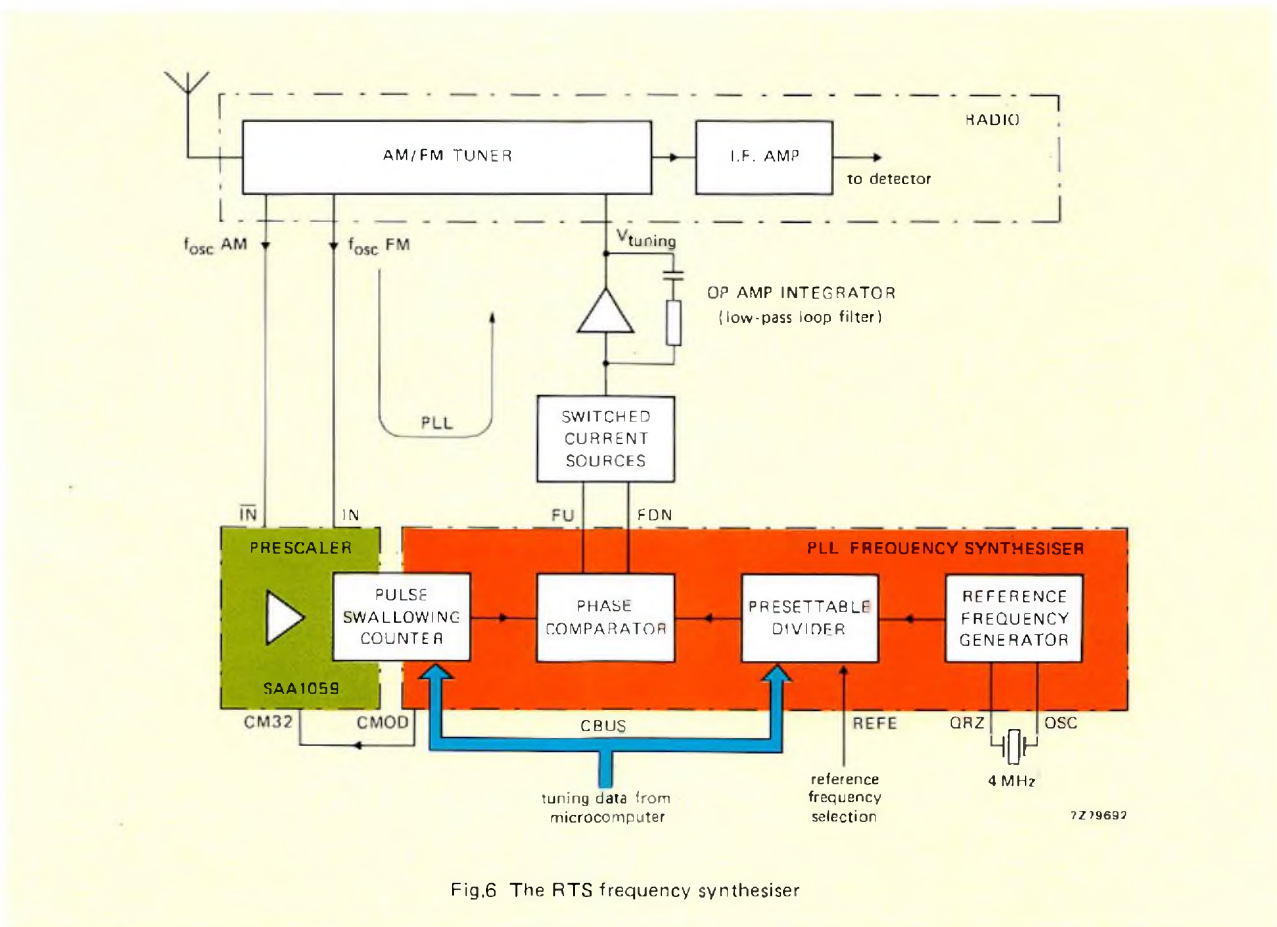 RADIO
AM/FM TUNER
I.F. AMP
to detector
fosc AM
fosc FM
Vtuning
OP AMP INTEGRATOR
(low-pass loop filter)
PLL
SWITCHED
CURRENT
SOURCES
IN
IN
FU
FDN
PRESCALER
PLL FREQUENCY SYNTHESISER
PULSE
SWALLOWING
COUNTER
PHASE
COMPARATOR
PRESETTABLE
DIVIDER
REFERENCE
FREQUENCY
GENERATOR
SAA1059
CM32
CMOD
CBUS
REFE
QRZ
OSC
4 MHz
tuning data from
microcomputer
reference
frequency
selection
7Z79692
Fig.6 The RTS frequency synthesiser